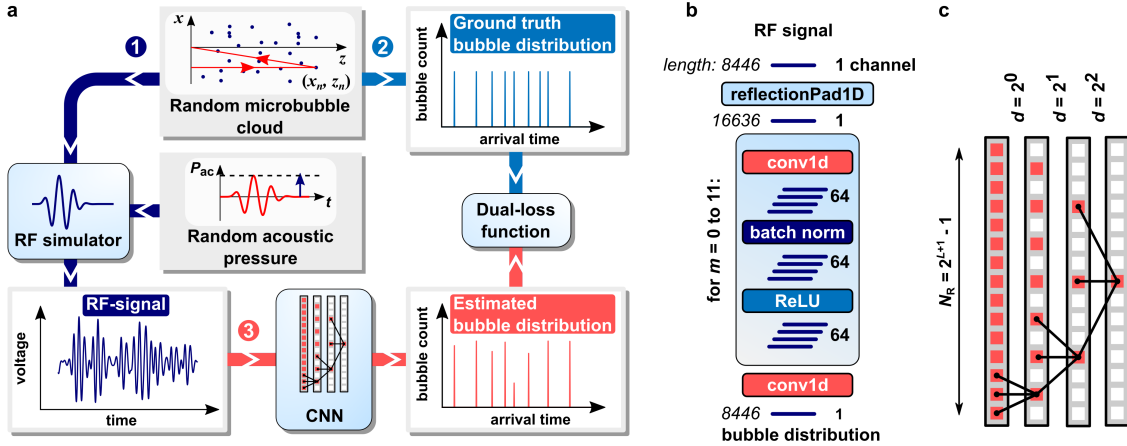 a
1
x
z
(xn, zn)
Random microbubble
cloud
2
Ground truth
bubble distribution
bubble count
arrival time
RF simulator
Pac
t
Random acoustic
pressure
Dual-loss
function
RF-signal
voltage
time
3
CNN
Estimated
bubble distribution
bubble count
arrival time
b
RF signal
length: 8446 1 channel
reflectionPad1D
16636 1
for m = 0 to 11:
conv1d
64
batch norm
64
ReLU
64
conv1d
8446 1
bubble distribution
c
d = 2⁰
d = 2¹
d = 2²
NR = 2^{L+1} - 1